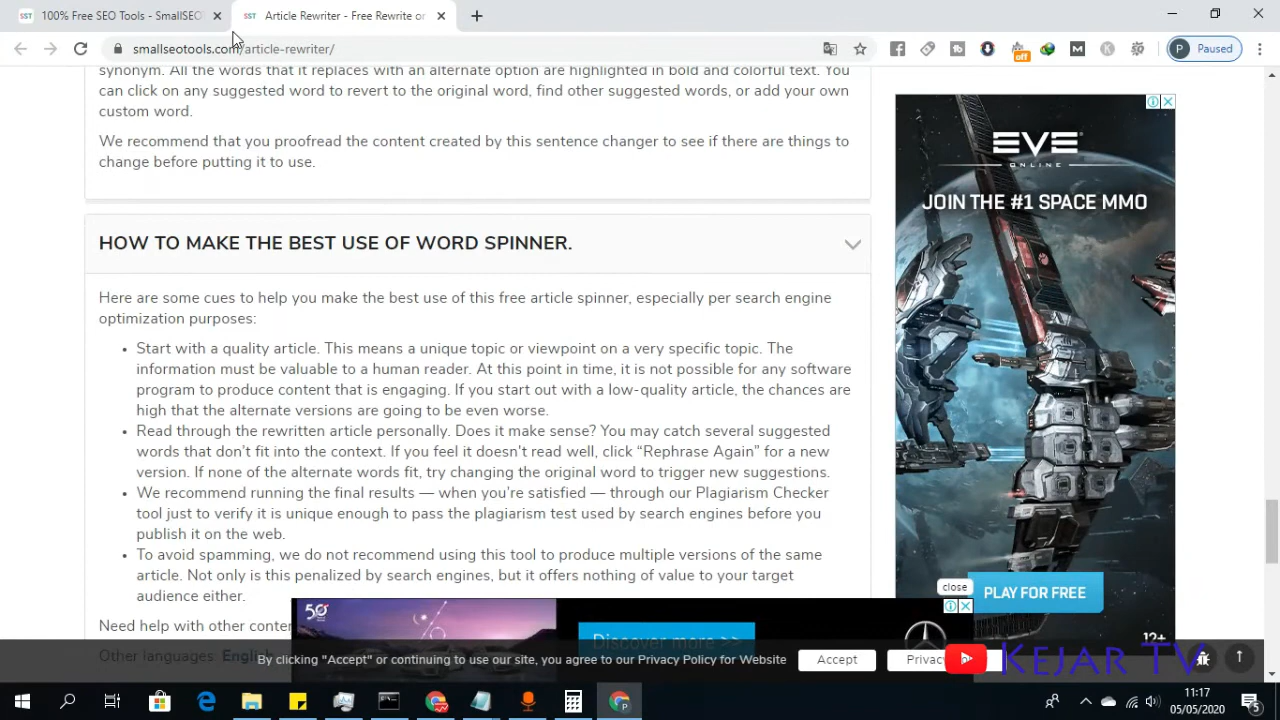 100% Free SEO Tools - SmallSEO
Article Rewriter - Free Rewrite or
smallseotools.com/article-rewriter/
off
P Paused
synonym. All the words that it replaces with an alternate option are highlighted in bold and colorful text. You
can click on any suggested word to revert to the original word, find other suggested words, or add your own
custom word.
We recommend that you proofread the content created by this sentence changer to see if there are things to
change before putting it to use.
HOW TO MAKE THE BEST USE OF WORD SPINNER.
Here are some cues to help you make the best use of this free article spinner, especially per search engine
optimization purposes:
• Start with a quality article. This means a unique topic or viewpoint on a very specific topic. The
information must be valuable to a human reader. At this point in time, it is not possible for any software
program to produce content that is engaging. If you start out with a low-quality article, the chances are
high that the alternate versions are going to be even worse.
• Read through the rewritten article personally. Does it make sense? You may catch several suggested
words that don't fit into the context. If you feel it doesn't read well, click “Rephrase Again” for a new
version. If none of the alternate words fit, try changing the original word to trigger new suggestions.
• We recommend running the final results — when you're satisfied — through our Plagiarism Checker
tool just to verify it is unique enough to pass the plagiarism test used by search engines before you
publish it on the web.
• To avoid spamming, we do not recommend using this tool to produce multiple versions of the same
article. Not only is this penalized by search engines, but it offers nothing of value to your target
audience either.
Need help with other conter
Other languages: Engli
EVE
ONLINE
JOIN THE #1 SPACE MMO
PLAY FOR FREE
12+
close
50
Discover more >>
By clicking "Accept" or continuing to use our site, you agree to our Privacy Policy for Website
Accept
Privac
KEJAR TV
11:17
05/05/2020
5